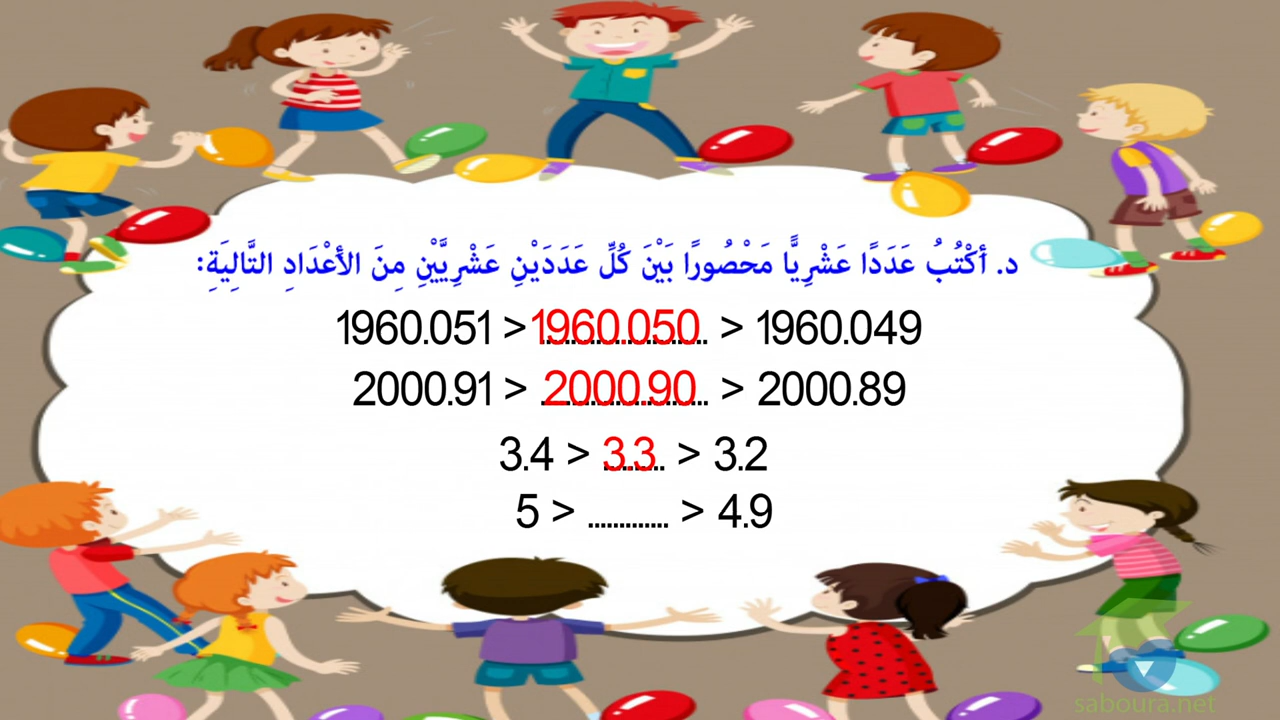 د. أَكْتُبُ عَدَدًا عَشْرِيًّا مَحْصُورًا بَيْنَ كُلِّ عَدَدَيْنِ عَشْرِيَّيْنِ مِنَ الأَعْدَادِ التَّالِيَةِ:
1960.051 > 1960.050 > 1960.049
2000.91 > 2000.90 > 2000.89
3.4 > 3.3 > 3.2
5 > ............. > 4.9
saboura.net